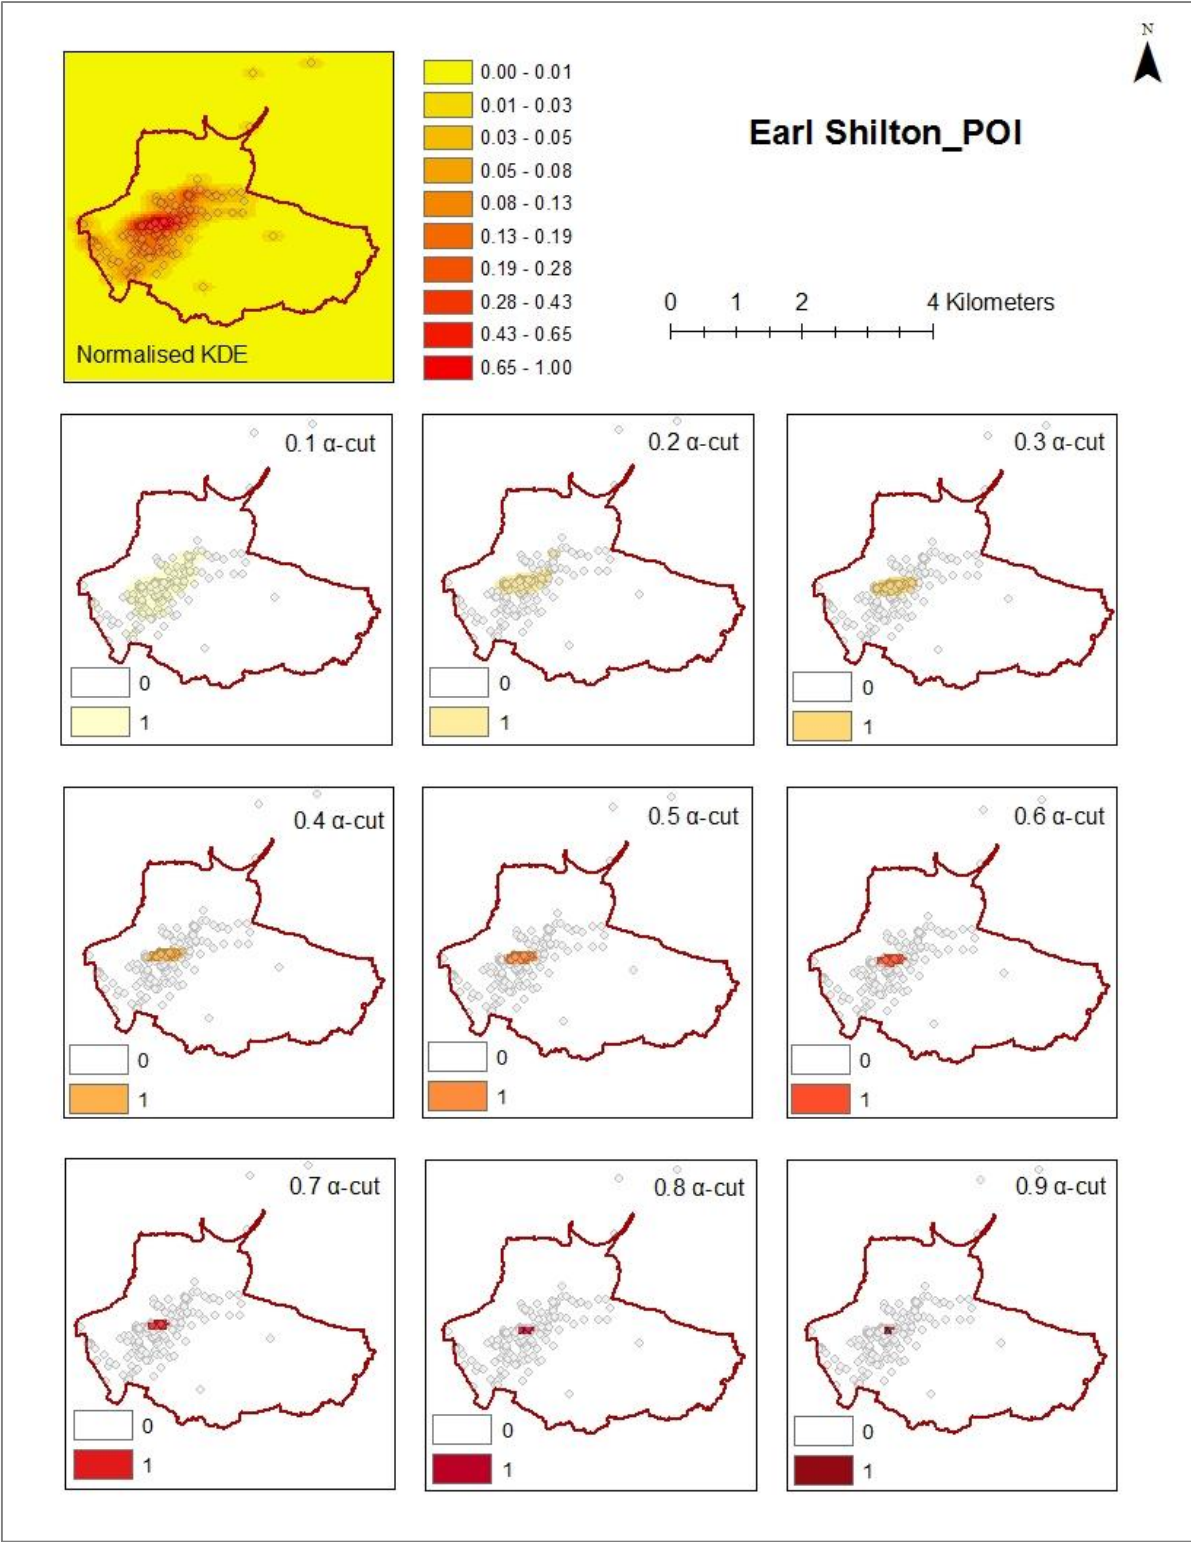 N
Earl Shilton_POI
0.00 - 0.01
0.01 - 0.03
0.03 - 0.05
0.05 - 0.08
0.08 - 0.13
0.13 - 0.19
0.19 - 0.28
0.28 - 0.43
0.43 - 0.65
0.65 - 1.00
0 1 2 4 Kilometers
Normalised KDE
0.1 α-cut
0
1
0.2 α-cut
0
1
0.3 α-cut
0
1
0.4 α-cut
0
1
0.5 α-cut
0
1
0.6 α-cut
0
1
0.7 α-cut
0
1
0.8 α-cut
0
1
0.9 α-cut
0
1